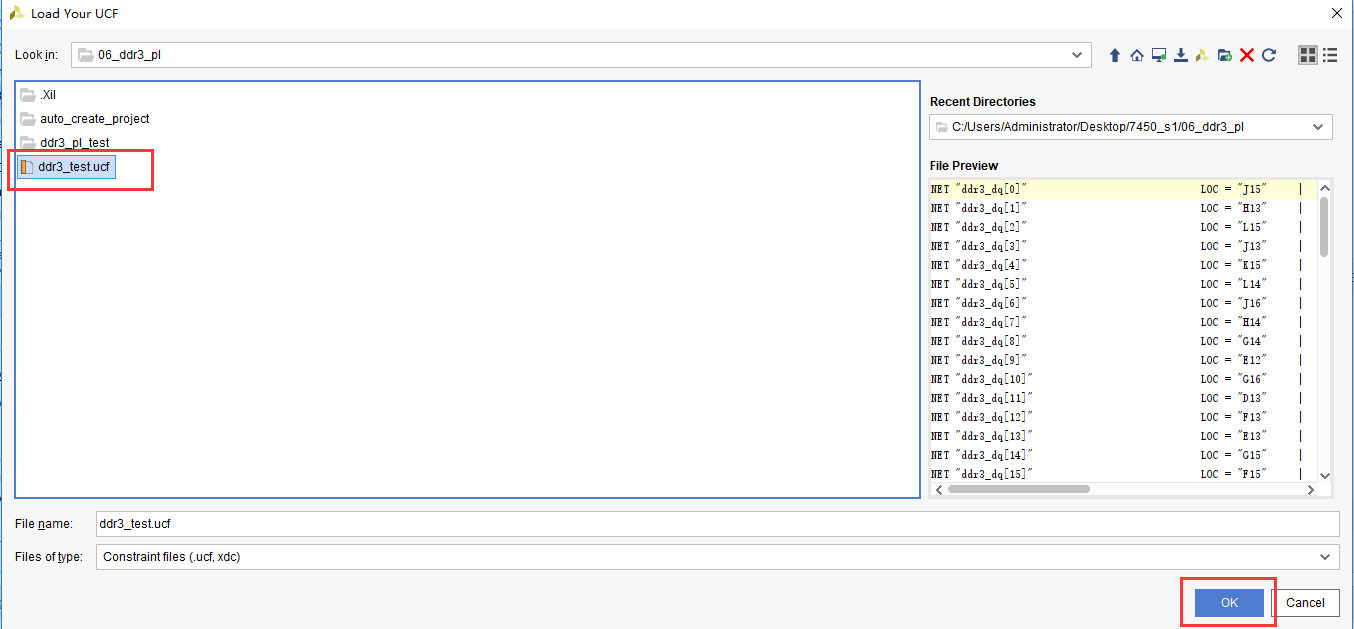 Load Your UCF
Look in: 06_ddr3_pl
.Xil
auto_create_project
ddr3_pl_test
ddr3_test.ucf
Recent Directories
C:/Users/Administrator/Desktop/7450_s1/06_ddr3_pl
File Preview
NET "ddr3_dq[0]" LOC = "J15" |
NET "ddr3_dq[1]" LOC = "H13" |
NET "ddr3_dq[2]" LOC = "L15" |
NET "ddr3_dq[3]" LOC = "J13" |
NET "ddr3_dq[4]" LOC = "K15" |
NET "ddr3_dq[5]" LOC = "L14" |
NET "ddr3_dq[6]" LOC = "J16" |
NET "ddr3_dq[7]" LOC = "H14" |
NET "ddr3_dq[8]" LOC = "G14" |
NET "ddr3_dq[9]" LOC = "E12" |
NET "ddr3_dq[10]" LOC = "G16" |
NET "ddr3_dq[11]" LOC = "D13" |
NET "ddr3_dq[12]" LOC = "F13" |
NET "ddr3_dq[13]" LOC = "E13" |
NET "ddr3_dq[14]" LOC = "G15" |
NET "ddr3_dq[15]" LOC = "F15" |
File name: ddr3_test.ucf
Files of type: Constraint files (.ucf, xdc)
OK Cancel